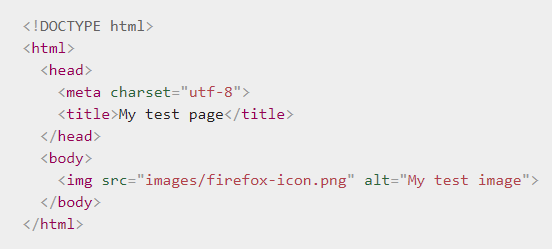 <!DOCTYPE html>
<html>
  <head>
    <meta charset="utf-8">
    <title>My test page</title>
  </head>
  <body>
    <img src="images/firefox-icon.png" alt="My test image">
  </body>
</html>